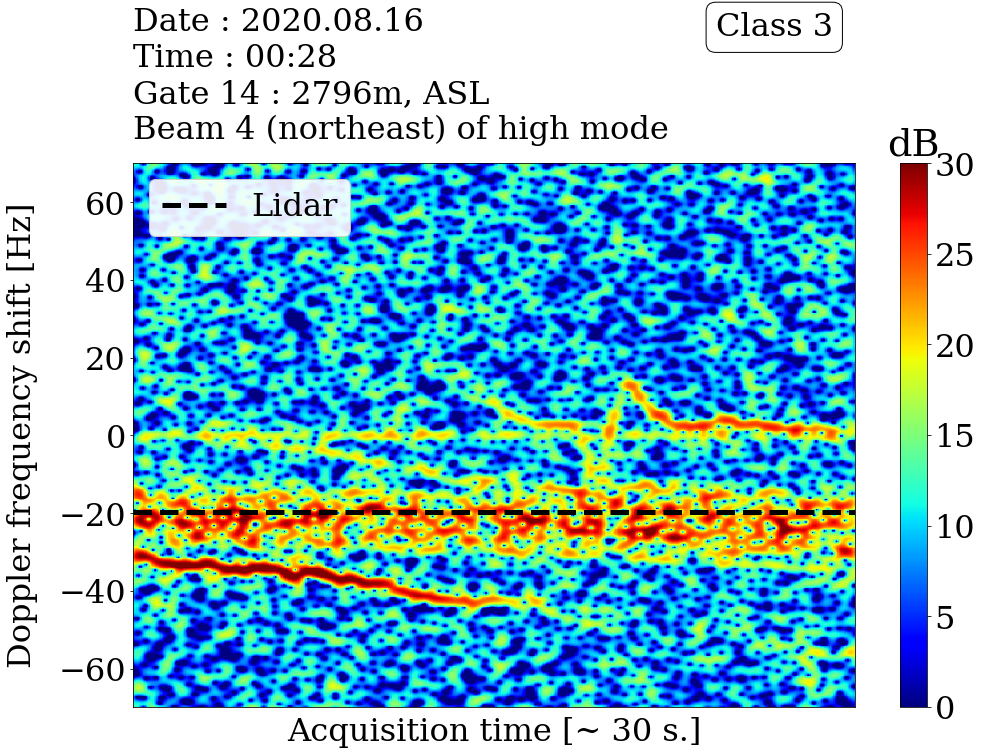 Date : 2020.08.16
Time : 00:28
Gate 14 : 2796m, ASL
Beam 4 (northeast) of high mode
Class 3
dB
Lidar
Doppler frequency shift [Hz]
60
40
20
0
−20
−40
−60
Acquisition time [~ 30 s.]
30
25
20
15
10
5
0